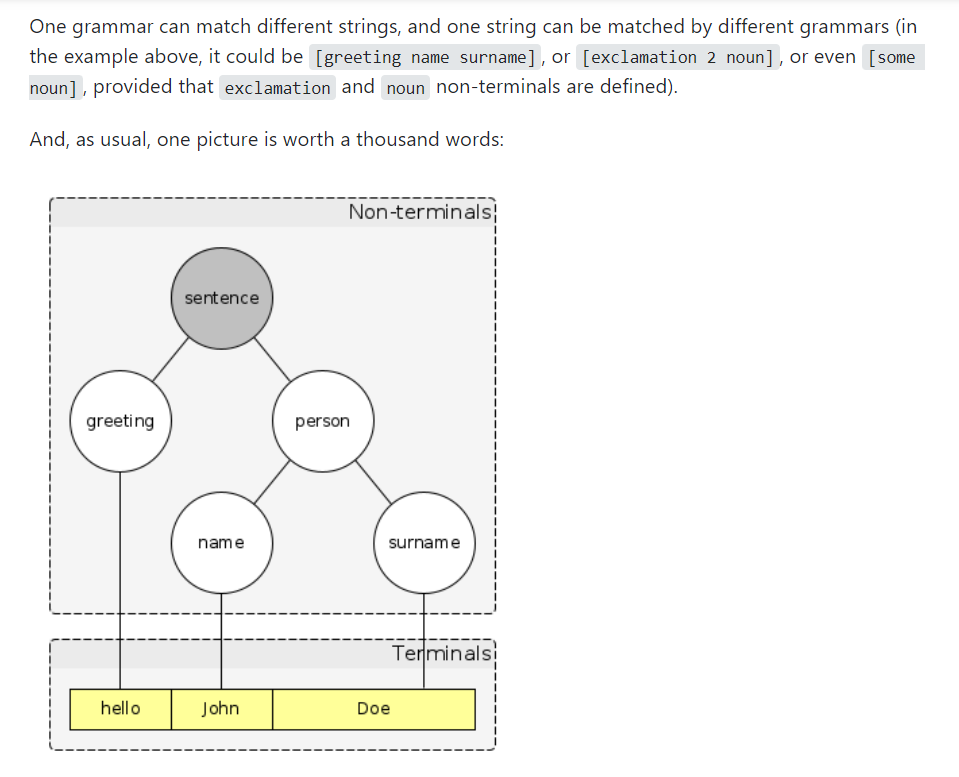 One grammar can match different strings, and one string can be matched by different grammars (in
the example above, it could be [greeting name surname], or [exclamation 2 noun], or even [some
noun], provided that exclamation and noun non-terminals are defined).
And, as usual, one picture is worth a thousand words:
Non-terminals
sentence
greeting
person
name
surname
Terminals
hello
John
Doe